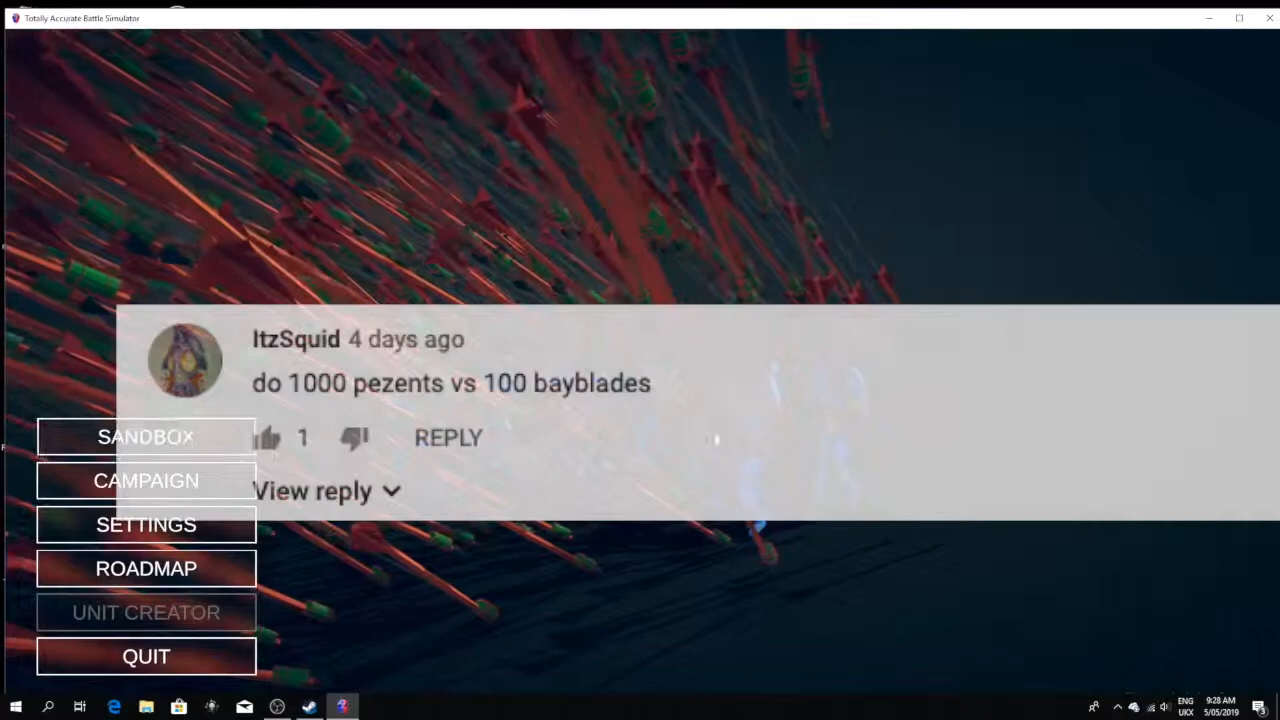 Totally Accurate Battle Simulator
ItzSquid 4 days ago
do 1000 pezents vs 100 bayblades
1 REPLY
View reply
SANDBOX
CAMPAIGN
SETTINGS
ROADMAP
UNIT CREATOR
QUIT
ENG
UKX
9:28 AM
5/05/2019